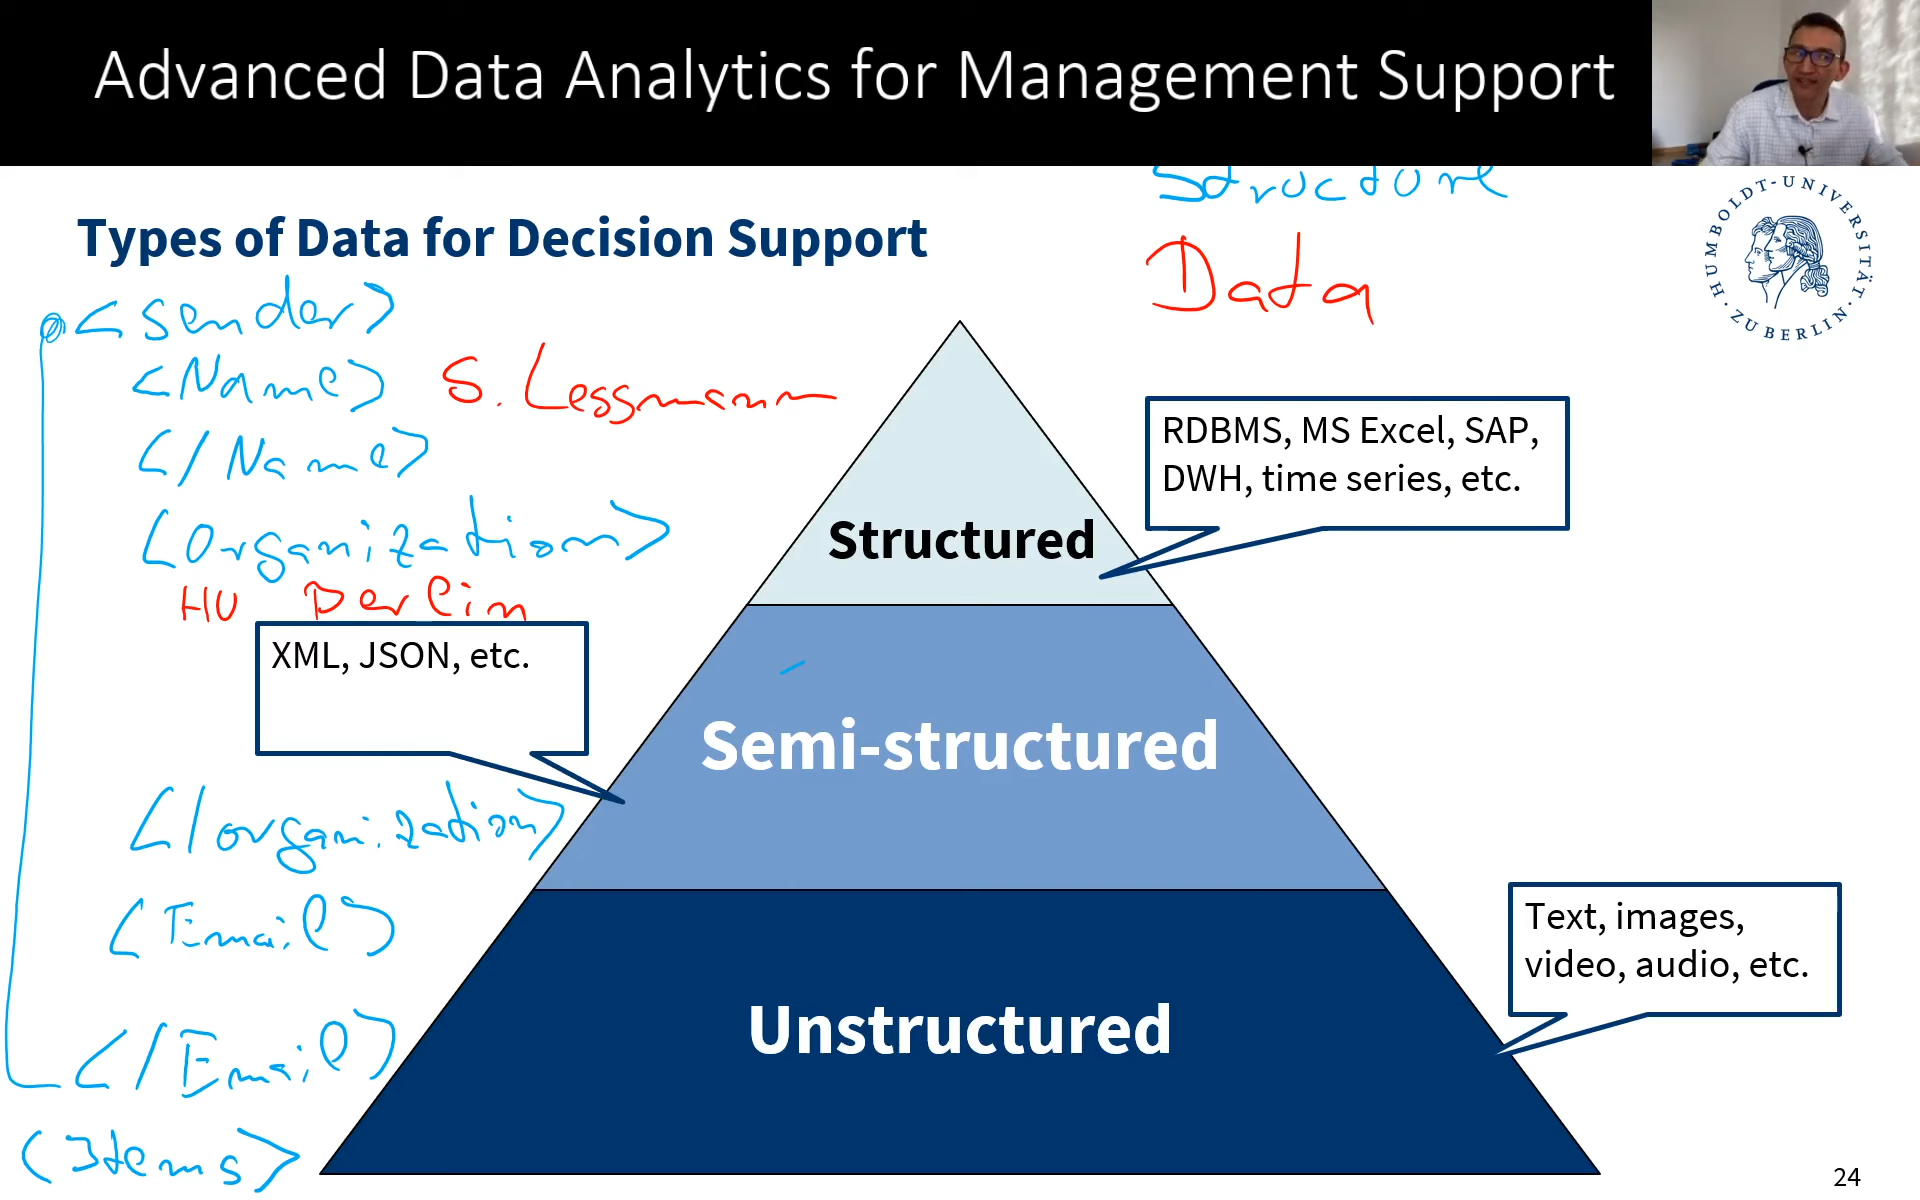 Advanced Data Analytics for Management Support
Structure
Data
HUMBOLDT-UNIVERSITÄT · ZU BERLIN ·
Types of Data for Decision Support
<sender>
<Name> S. Lessmann
</Name>
<Organization>
HU Berlin
XML, JSON, etc.
</organization>
<Email>
</Email>
<Items>
RDBMS, MS Excel, SAP,
DWH, time series, etc.
Structured
Semi-structured
Unstructured
Text, images,
video, audio, etc.
24